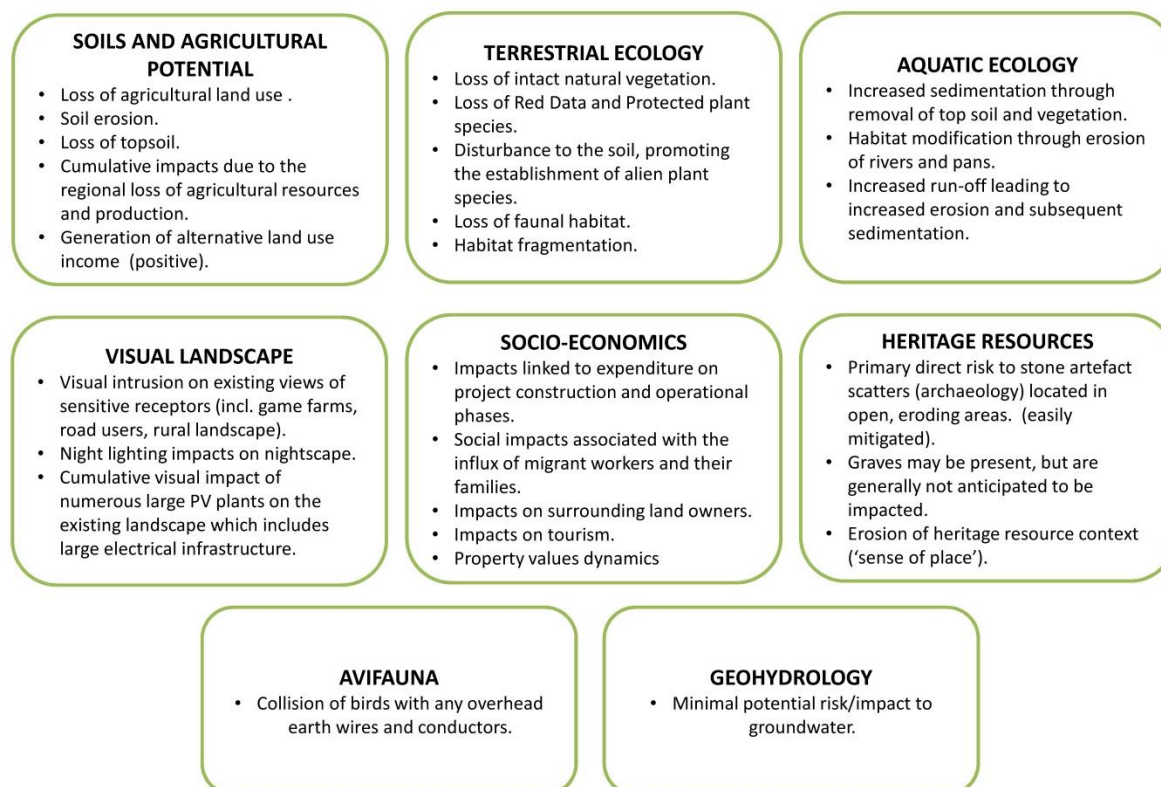 SOILS AND AGRICULTURAL
POTENTIAL
• Loss of agricultural land use .
• Soil erosion.
• Loss of topsoil.
• Cumulative impacts due to the
regional loss of agricultural resources
and production.
• Generation of alternative land use
income (positive).
TERRESTRIAL ECOLOGY
• Loss of intact natural vegetation.
• Loss of Red Data and Protected plant
species.
• Disturbance to the soil, promoting
the establishment of alien plant
species.
• Loss of faunal habitat.
• Habitat fragmentation.
AQUATIC ECOLOGY
• Increased sedimentation through
removal of top soil and vegetation.
• Habitat modification through erosion
of rivers and pans.
• Increased run-off leading to
increased erosion and subsequent
sedimentation.
VISUAL LANDSCAPE
• Visual intrusion on existing views of
sensitive receptors (incl. game farms,
road users, rural landscape).
• Night lighting impacts on nightscape.
• Cumulative visual impact of
numerous large PV plants on the
existing landscape which includes
large electrical infrastructure.
SOCIO-ECONOMICS
• Impacts linked to expenditure on
project construction and operational
phases.
• Social impacts associated with the
influx of migrant workers and their
families.
• Impacts on surrounding land owners.
• Impacts on tourism.
• Property values dynamics
HERITAGE RESOURCES
• Primary direct risk to stone artefact
scatters (archaeology) located in
open, eroding areas. (easily
mitigated).
• Graves may be present, but are
generally not anticipated to be
impacted.
• Erosion of heritage resource context
(‘sense of place’).
AVIFAUNA
• Collision of birds with any overhead
earth wires and conductors.
GEOHYDROLOGY
• Minimal potential risk/impact to
groundwater.